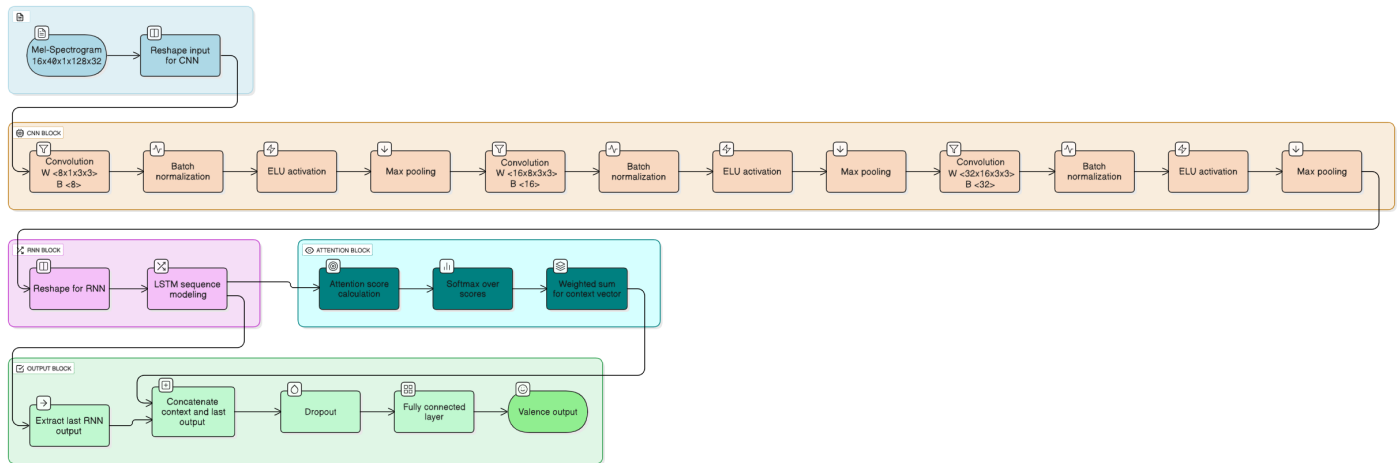 Mel-Spectrogram
16x40x1x128x32
Reshape input
for CNN
CNN BLOCK
Convolution
W <8x1x3x3>
B <8>
Batch
normalization
ELU activation
Max pooling
Convolution
W <16x8x3x3>
B <16>
Batch
normalization
ELU activation
Max pooling
Convolution
W <32x16x3x3>
B <32>
Batch
normalization
ELU activation
Max pooling
RNN BLOCK
Reshape for RNN
LSTM sequence
modeling
ATTENTION BLOCK
Attention score
calculation
Softmax over
scores
Weighted sum
for context vector
OUTPUT BLOCK
Extract last RNN
output
Concatenate
context and last
output
Dropout
Fully connected
layer
Valence output